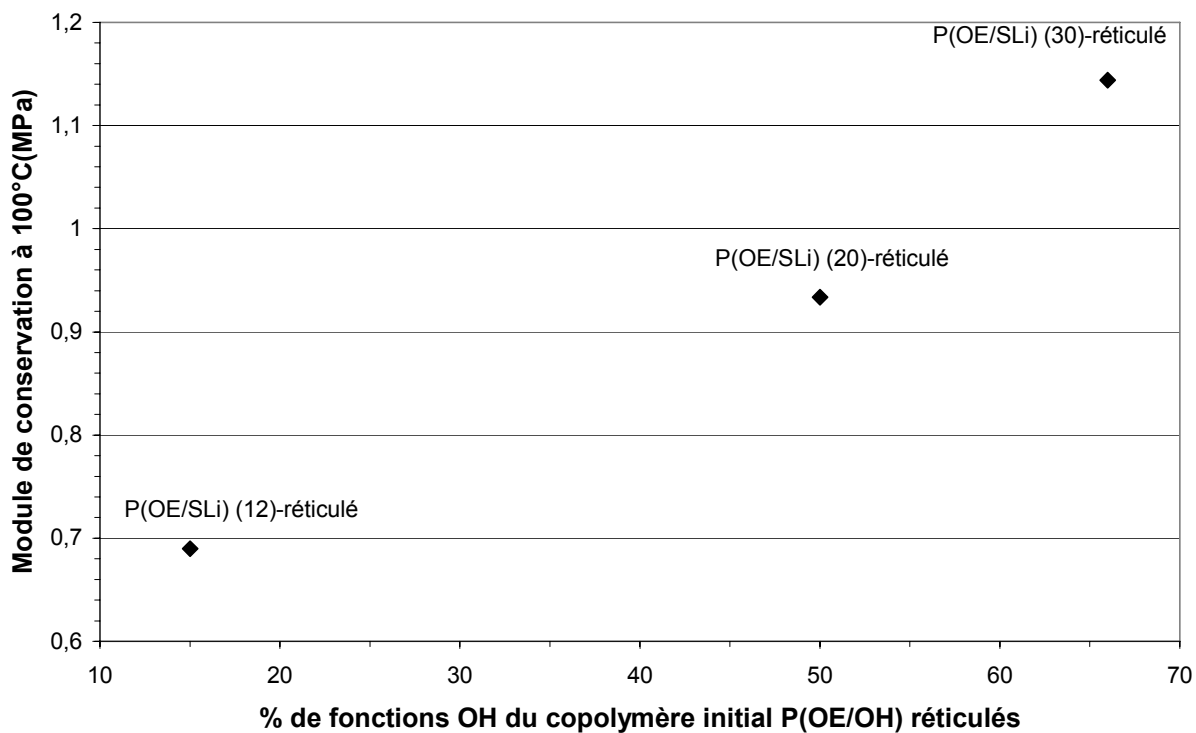 1,2
P(OE/SLi) (30)-réticulé
1,1
1
P(OE/SLi) (20)-réticulé
0,9
0,8
P(OE/SLi) (12)-réticulé
0,7
0,6
10 20 30 40 50 60 70
Module de conservation à 100°C(MPa)
% de fonctions OH du copolymère initial P(OE/OH) réticulés